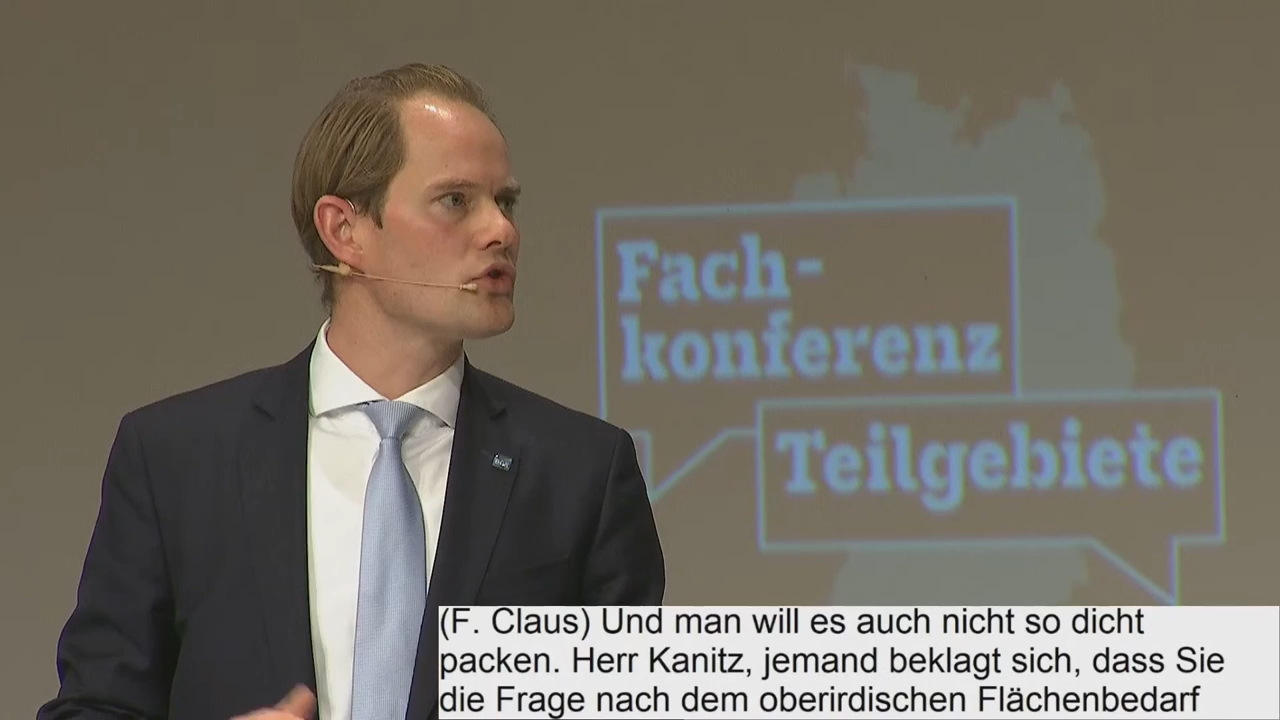 Fach-
konferenz
Teilgebiete
(F. Claus) Und man will es auch nicht so dicht
packen. Herr Kanitz, jemand beklagt sich, dass Sie
die Frage nach dem oberirdischen Flächenbedarf